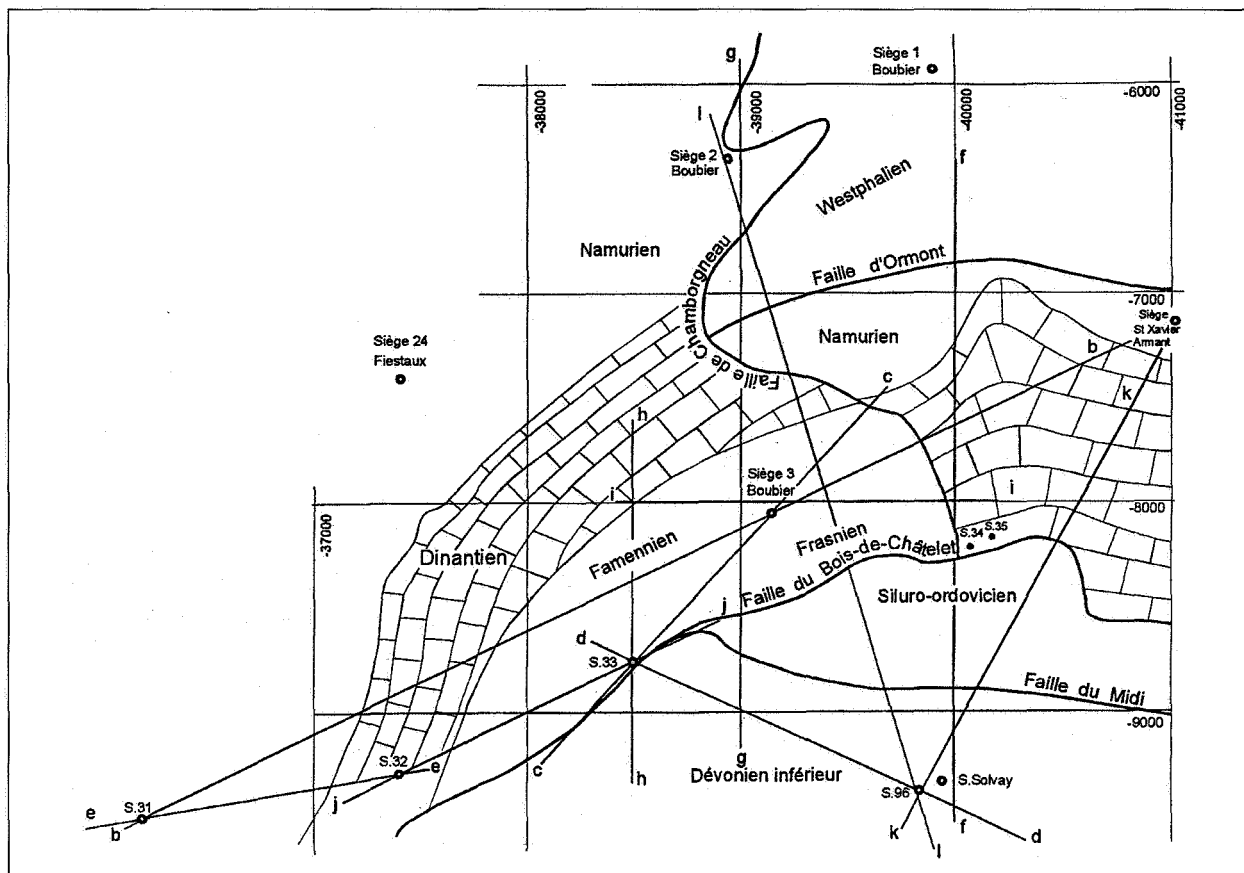 Siège 1
Boubier
g
-38000
-39000
-40000
-6000
-41000
l
f
Siège 2
Boubier
Westphalien
Namurien
Faille de Chamborgneau
Faille d'Ormont
-7000
Siège
St Xavier
Armant
Siège 24
Fiestaux
Namurien
Faille
b
c
k
h
Siège 3
Boubier
i
i
-8000
-37000
S.34
S.35
Dinantien
Famennien
Frasnien
Faille du Bois-de-Châtelet
Siluro-ordovicien
j
d
S.33
Faille du Midi
-9000
S.32
e
c
h
g
Dévonien inférieur
S.Solvay
S.96
S.31
e
b
j
k
f
d
l